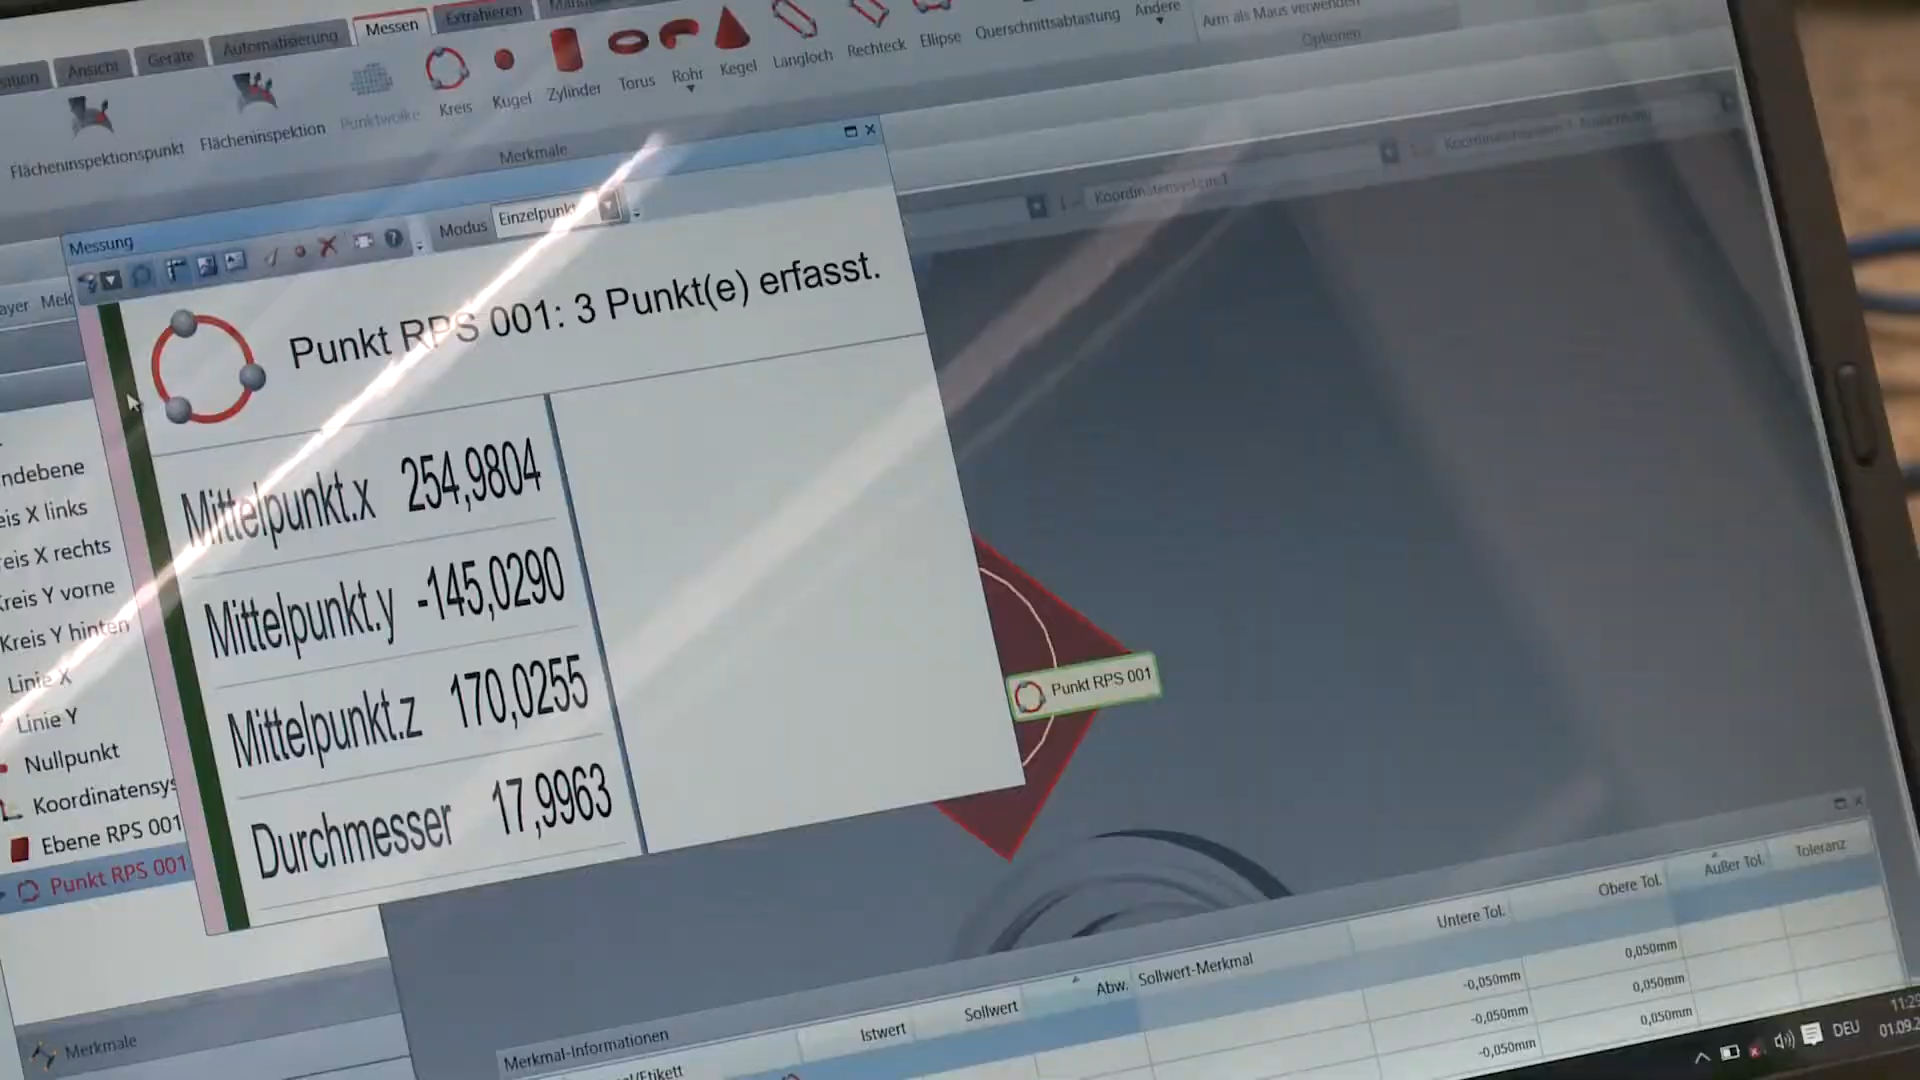 Ansicht
Geräte
Automatisierung
Messen
Extrahieren
Flächeninspektionspunkt
Flächeninspektion
Punktwolke
Kreis
Kugel
Zylinder
Torus
Rohr
Kegel
Langloch
Rechteck
Ellipse
Querschnittsabtastung
Andere
Arm als Maus verwenden
Merkmale
Optionen
Koordinatensystem 1
Messung
Modus
Einzelpunkt
Punkt RPS 001: 3 Punkt(e) erfasst.
Mittelpunkt.x 254,9804
Mittelpunkt.y -145,0290
Mittelpunkt.z 170,0255
Durchmesser 17,9963
ndebene
eis X links
reis X rechts
Kreis Y vorne
Kreis Y hinten
Linie X
Linie Y
Nullpunkt
Koordinatensys
Ebene RPS 001
Punkt RPS 001
Punkt RPS 001
Merkmale
Merkmal-Informationen
Istwert
Sollwert
Abw.
Sollwert-Merkmal
Untere Tol.
Obere Tol.
Außer Tol.
Toleranz
-0,050mm 0,050mm
-0,050mm 0,050mm
-0,050mm 0,050mm
DEU